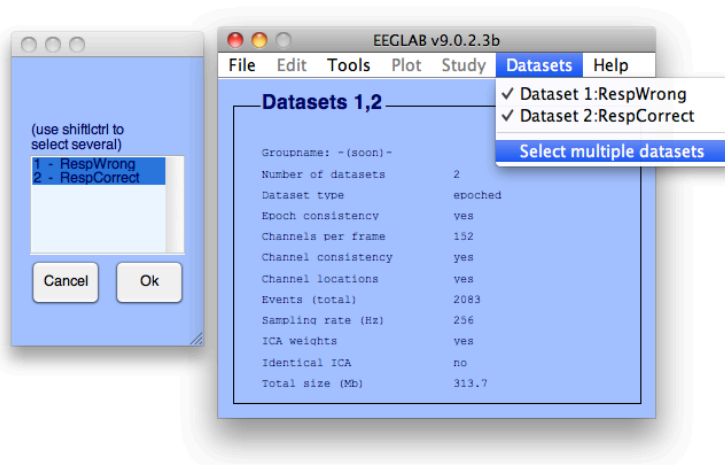 (use shiftlctrl to
select several)
1 - RespWrong
2 - RespCorrect
Cancel Ok
EEGLAB v9.0.2.3b
File Edit Tools Plot Study Datasets Help
✓ Dataset 1:RespWrong
✓ Dataset 2:RespCorrect
Select multiple datasets
Datasets 1,2
Groupname: -(soon)-
Number of datasets 2
Dataset type epoched
Epoch consistency yes
Channels per frame 152
Channel consistency yes
Channel locations yes
Events (total) 2083
Sampling rate (Hz) 256
ICA weights yes
Identical ICA no
Total size (Mb) 313.7